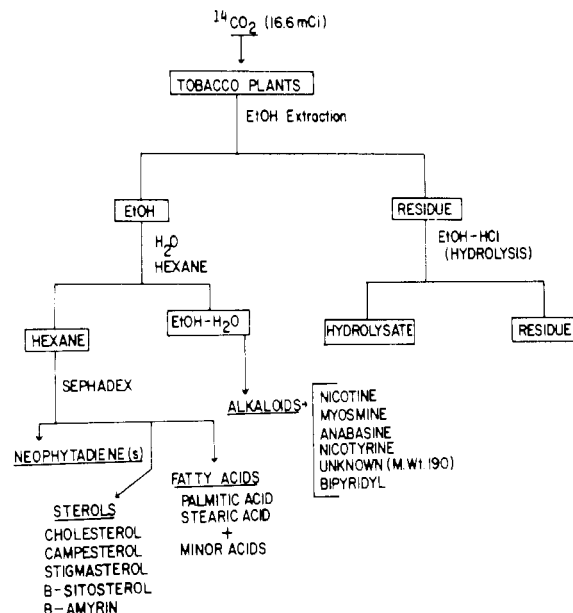 14CO2 (16.6 mCi)
TOBACCO PLANTS
EtOH Extraction
EtOH
RESIDUE
H2O
HEXANE
EtOH-HCl
(HYDROLYSIS)
HEXANE
EtOH-H2O
HYDROLYSATE
RESIDUE
SEPHADEX
ALKALOIDS
NICOTINE
MYOSMINE
ANABASINE
NICOTYRINE
UNKNOWN (M.Wt. 190)
BIPYRIDYL
NEOPHYTADIENE(s)
FATTY ACIDS
PALMITIC ACID
STEARIC ACID
+
MINOR ACIDS
STEROLS
CHOLESTEROL
CAMPESTEROL
STIGMASTEROL
B-SITOSTEROL
B-AMYRIN